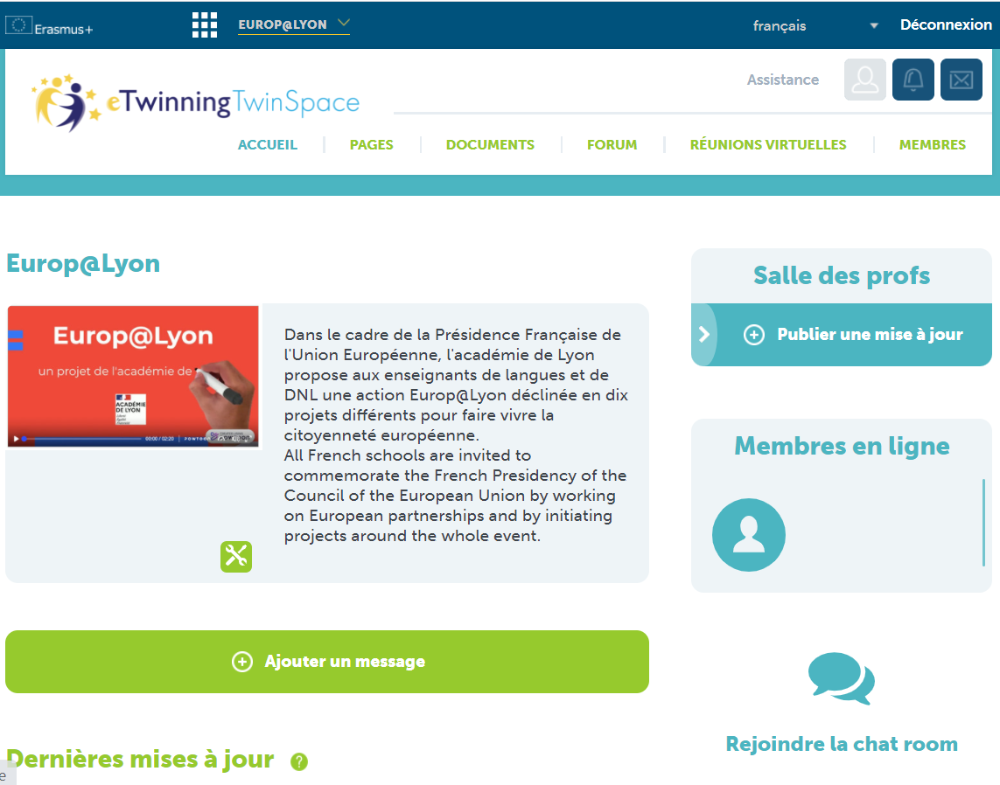 Erasmus+
EUROP@LYON
français
Déconnexion
eTwinningTwinSpace
Assistance
ACCUEIL
PAGES
DOCUMENTS
FORUM
RÉUNIONS VIRTUELLES
MEMBRES
Europ@Lyon
Europ@Lyon
un projet de l'académie de
ACADÉMIE
DE LYON
00:00 / 02:20
Dans le cadre de la Présidence Française de
l'Union Européenne, l'académie de Lyon
propose aux enseignants de langues et de
DNL une action Europ@Lyon déclinée en dix
projets différents pour faire vivre la
citoyenneté européenne.
All French schools are invited to
commemorate the French Presidency of the
Council of the European Union by working
on European partnerships and by initiating
projects around the whole event.
Ajouter un message
Dernières mises à jour ?
e
Salle des profs
Publier une mise à jour
Membres en ligne
Rejoindre la chat room